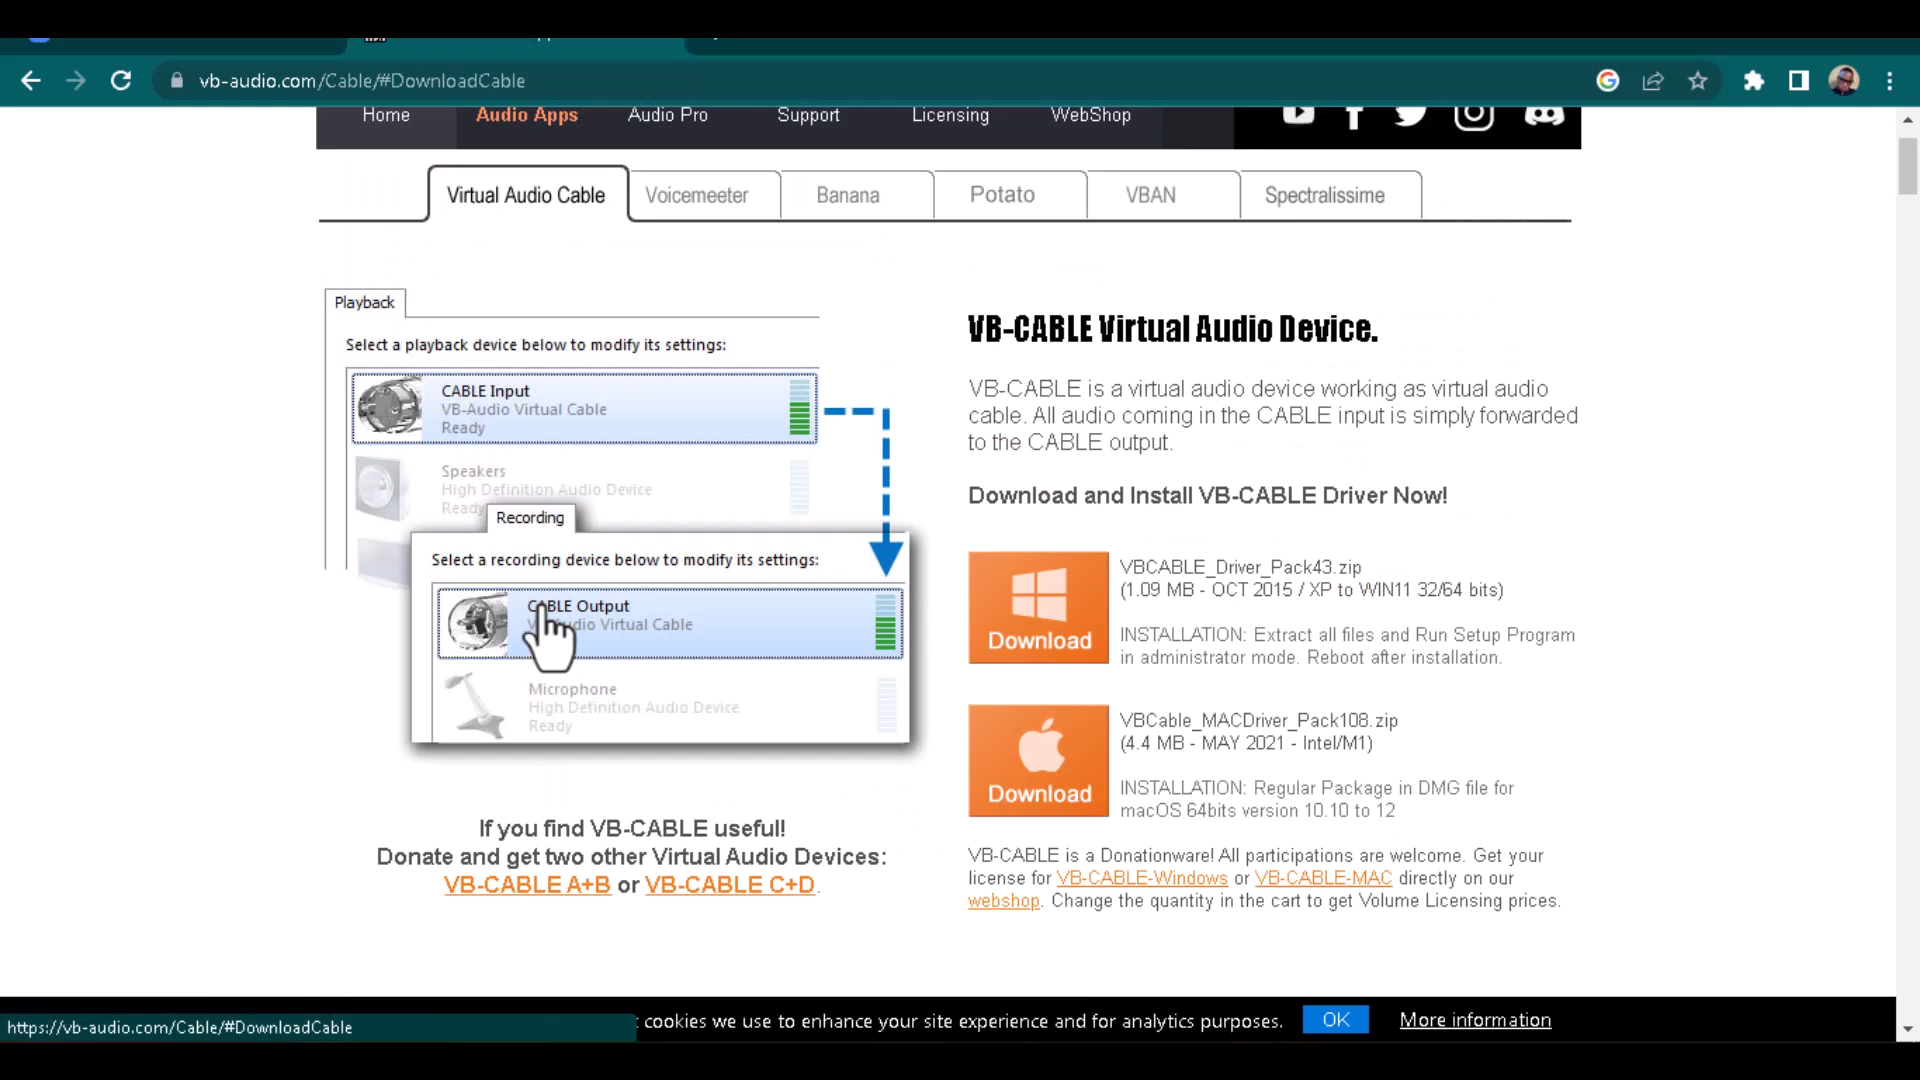 vb-audio.com/Cable/#DownloadCable
Home Audio Apps Audio Pro Support Licensing WebShop
Virtual Audio Cable Voicemeeter Banana Potato VBAN Spectralissime
Playback
Select a playback device below to modify its settings:
CABLE Input
VB-Audio Virtual Cable
Ready
Speakers
High Definition Audio Device
Ready
Recording
Select a recording device below to modify its settings:
CABLE Output
VB-Audio Virtual Cable
Microphone
High Definition Audio Device
Ready
If you find VB-CABLE useful!
Donate and get two other Virtual Audio Devices:
VB-CABLE A+B or VB-CABLE C+D.
VB-CABLE Virtual Audio Device.
VB-CABLE is a virtual audio device working as virtual audio
cable. All audio coming in the CABLE input is simply forwarded
to the CABLE output.
Download and Install VB-CABLE Driver Now!
Download
VBCABLE_Driver_Pack43.zip
(1.09 MB - OCT 2015 / XP to WIN11 32/64 bits)
INSTALLATION: Extract all files and Run Setup Program
in administrator mode. Reboot after installation.
Download
VBCable_MACDriver_Pack108.zip
(4.4 MB - MAY 2021 - Intel/M1)
INSTALLATION: Regular Package in DMG file for
macOS 64bits version 10.10 to 12
VB-CABLE is a Donationware! All participations are welcome. Get your
license for VB-CABLE-Windows or VB-CABLE-MAC directly on our
webshop. Change the quantity in the cart to get Volume Licensing prices.
https://vb-audio.com/Cable/#DownloadCable
cookies we use to enhance your site experience and for analytics purposes. OK More information